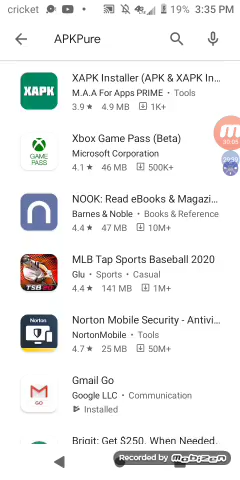 cricket 19% 3:35 PM
APKPure
XAPK
XAPK Installer (APK & XAPK In...
M.A.A For Apps PRIME • Tools
3.9 ★ 4.9 MB 1K+
GAME PASS
Xbox Game Pass (Beta)
Microsoft Corporation
4.1 ★ 46 MB 500K+
NOOK: Read eBooks & Magazi...
Barnes & Noble • Books & Reference
4.4 ★ 47 MB 10M+
TSB20
MLB Tap Sports Baseball 2020
Glu • Sports • Casual
4.4 ★ 141 MB 1M+
Norton
Norton Mobile Security - Antivi...
NortonMobile • Tools
4.7 ★ 25 MB 50M+
GO
Gmail Go
Google LLC • Communication
Installed
Brigit: Get $250, When Needed.
Recorded by mobizen